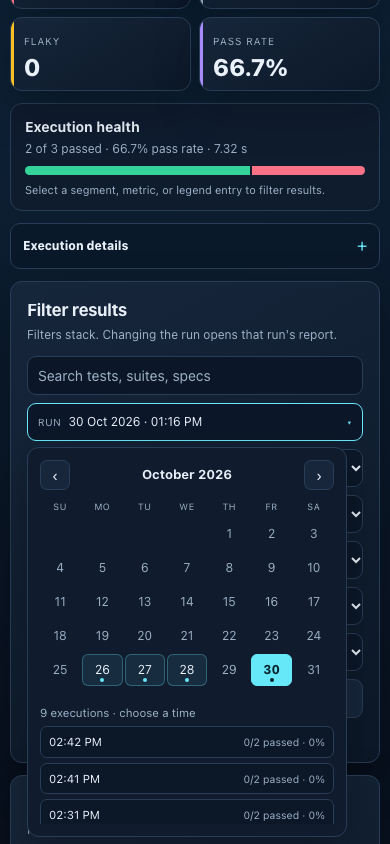 FLAKY
0
PASS RATE
66.7%
Execution health
2 of 3 passed · 66.7% pass rate · 7.32 s
Select a segment, metric, or legend entry to filter results.
Execution details
+
Filter results
Filters stack. Changing the run opens that run's report.
Search tests, suites, specs
RUN 30 Oct 2026 · 01:16 PM
‹ October 2026 ›
SU MO TU WE TH FR SA
1 2 3
4 5 6 7 8 9 10
11 12 13 14 15 16 17
18 19 20 21 22 23 24
25 26 27 28 29 30 31
9 executions · choose a time
02:42 PM 0/2 passed · 0%
02:41 PM 0/2 passed · 0%
02:31 PM 0/2 passed · 0%